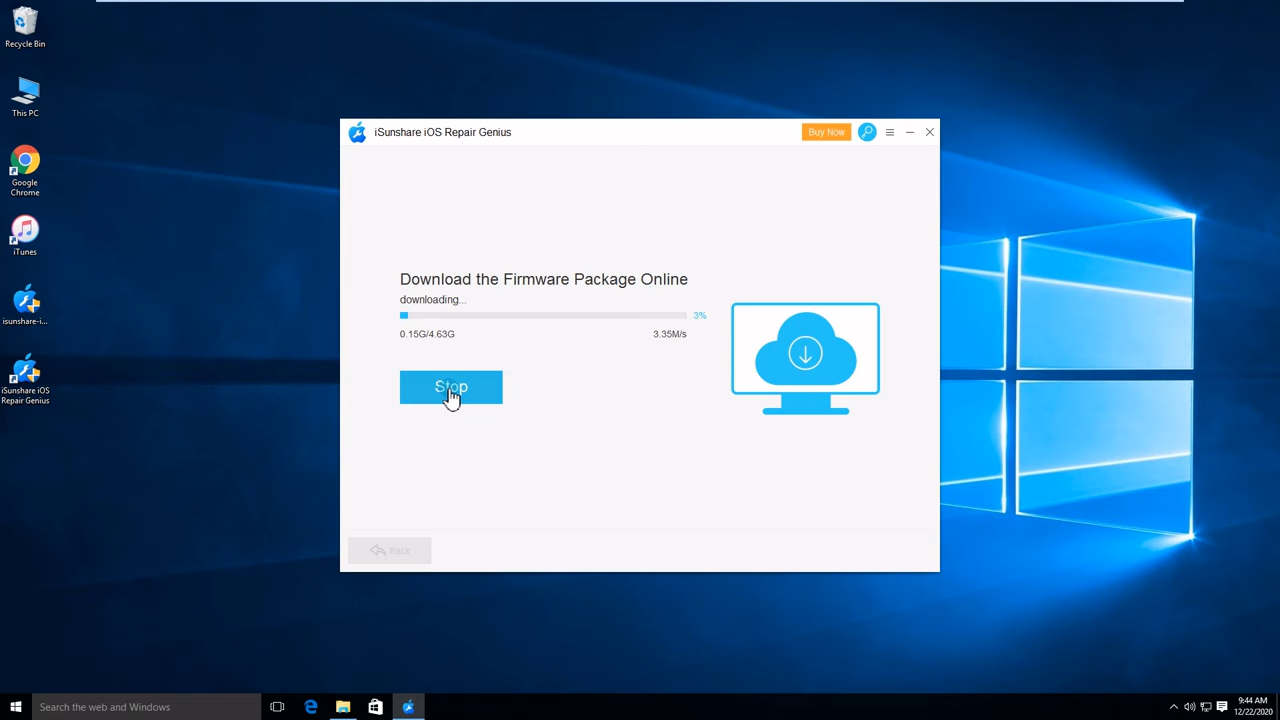 Recycle Bin
This PC
Google
Chrome
iTunes
isunshare-i...
iSunshare iOS
Repair Genius
iSunshare iOS Repair Genius
Buy Now
Download the Firmware Package Online
downloading...
3%
0.15G/4.63G
3.35M/s
Stop
Back
Search the web and Windows
9:44 AM
12/22/2020